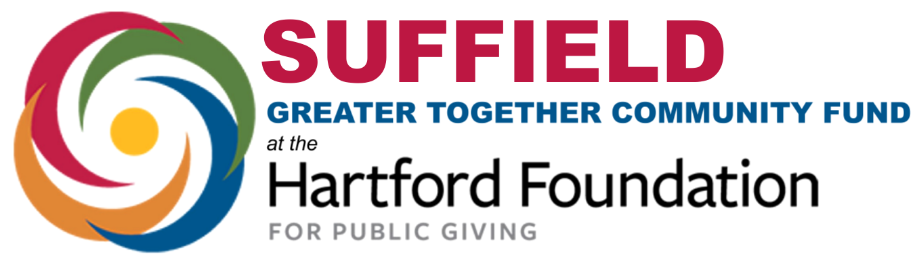 SUFFIELD
GREATER TOGETHER COMMUNITY FUND
at the
Hartford Foundation
FOR PUBLIC GIVING